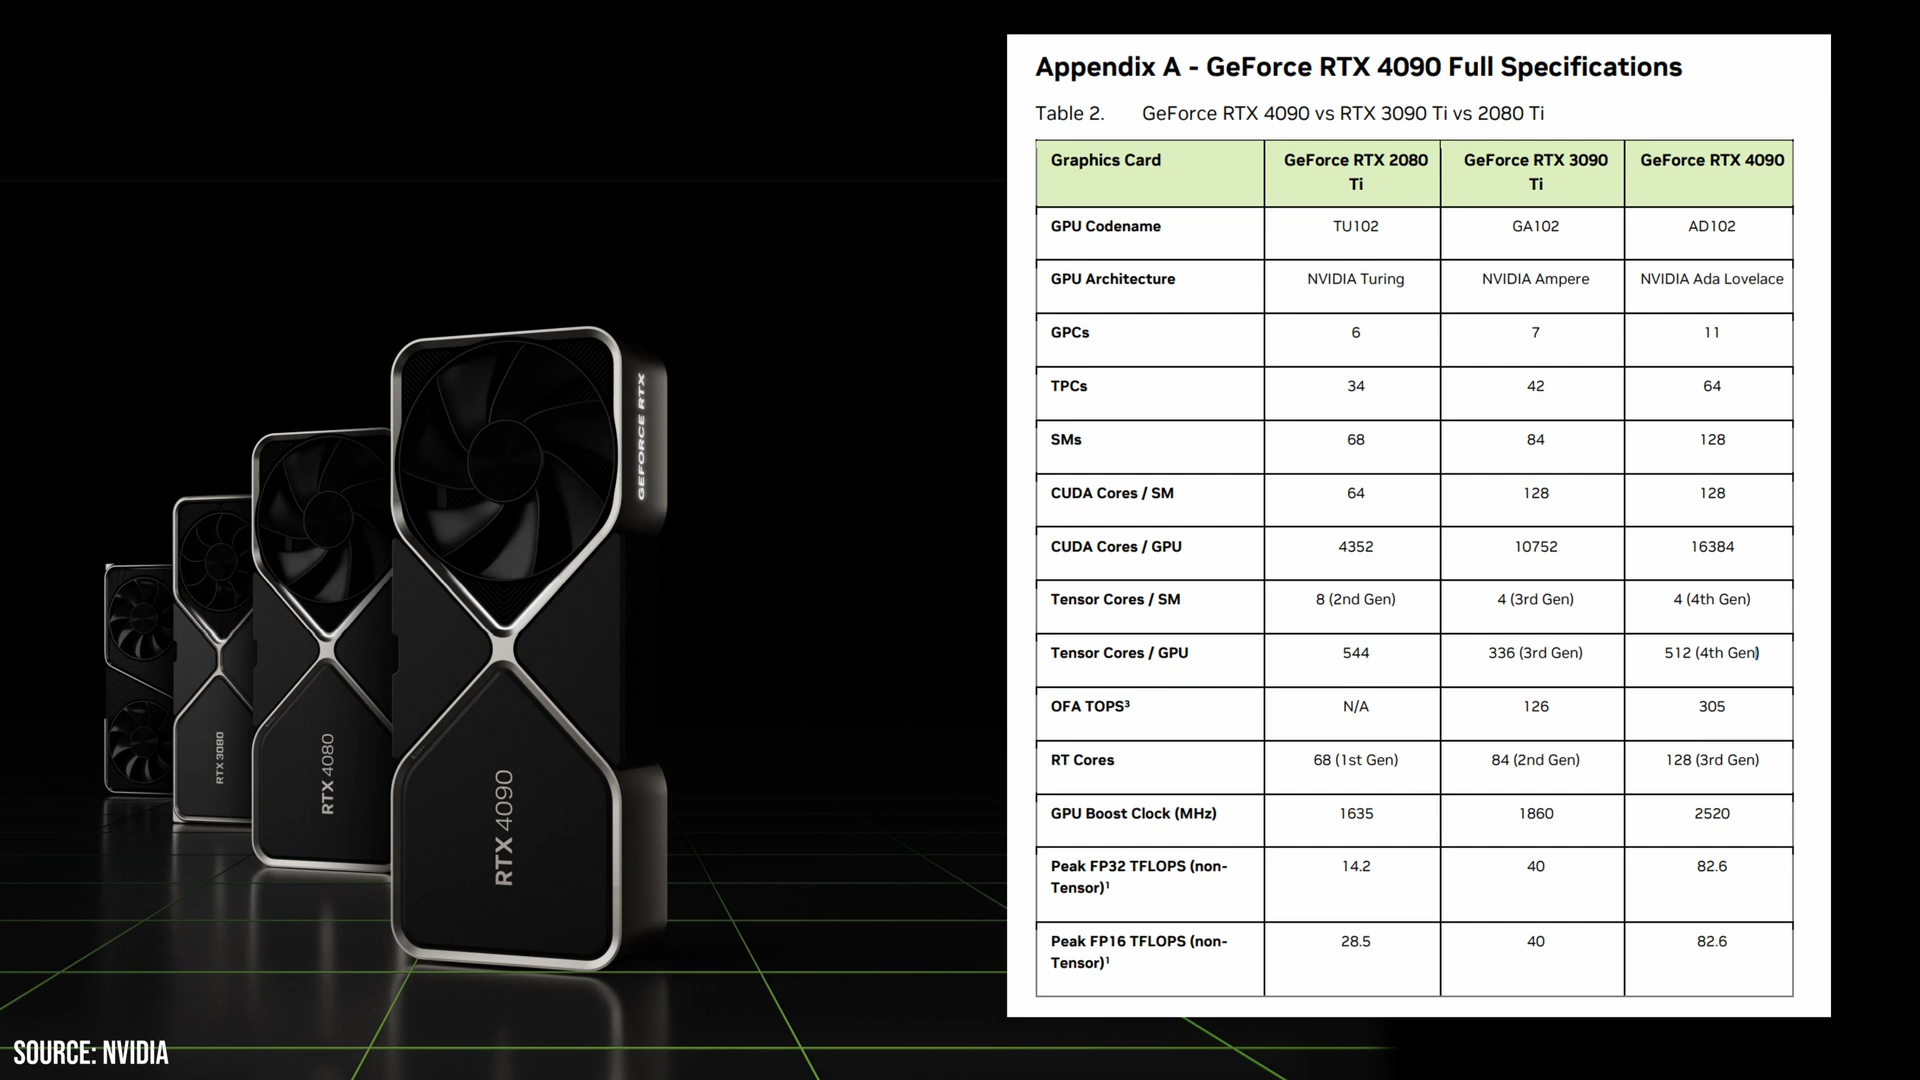 Appendix A - GeForce RTX 4090 Full Specifications
Table 2. GeForce RTX 4090 vs RTX 3090 Ti vs 2080 Ti
Graphics Card GeForce RTX 2080 Ti GeForce RTX 3090 Ti GeForce RTX 4090
GPU Codename TU102 GA102 AD102
GPU Architecture NVIDIA Turing NVIDIA Ampere NVIDIA Ada Lovelace
GPCs 6 7 11
TPCs 34 42 64
SMs 68 84 128
CUDA Cores / SM 64 128 128
CUDA Cores / GPU 4352 10752 16384
Tensor Cores / SM 8 (2nd Gen) 4 (3rd Gen) 4 (4th Gen)
Tensor Cores / GPU 544 336 (3rd Gen) 512 (4th Gen)
OFA TOPS³ N/A 126 305
RT Cores 68 (1st Gen) 84 (2nd Gen) 128 (3rd Gen)
GPU Boost Clock (MHz) 1635 1860 2520
Peak FP32 TFLOPS (non-Tensor)¹ 14.2 40 82.6
Peak FP16 TFLOPS (non-Tensor)¹ 28.5 40 82.6
GEFORCE RTX
RTX 3080
RTX 4080
RTX 4090
SOURCE: NVIDIA